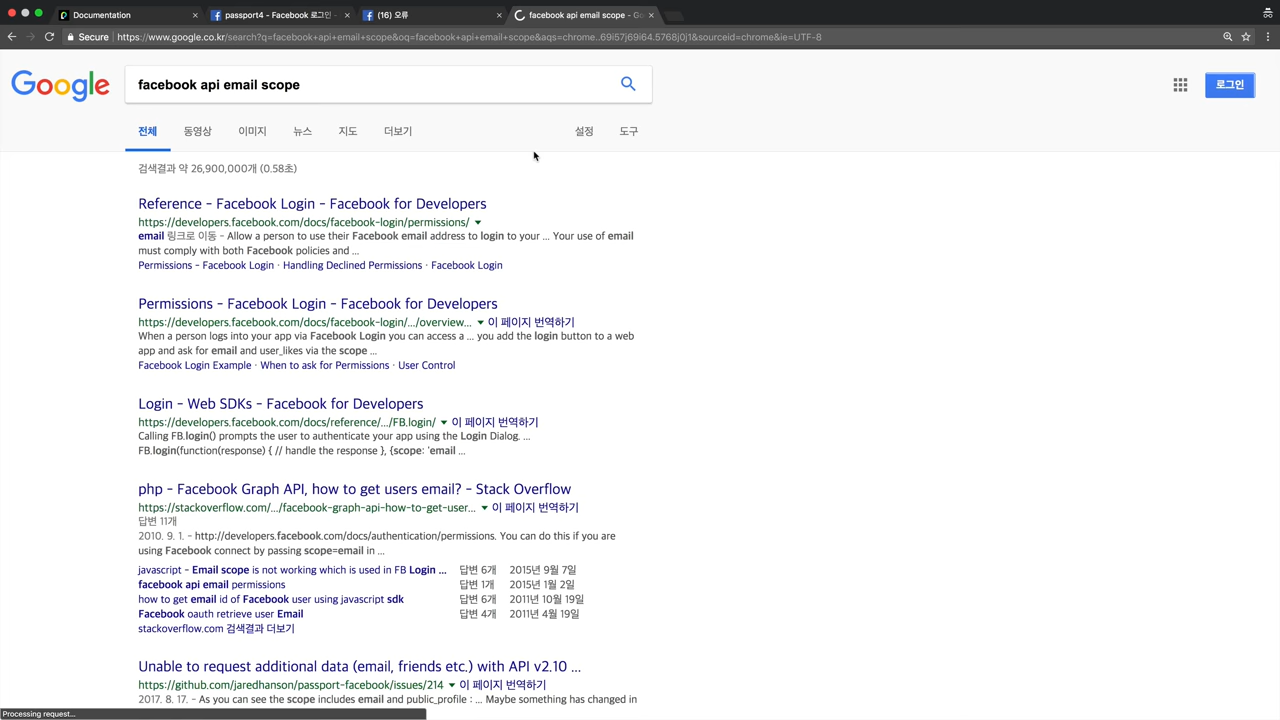 Documentation
passport4 - Facebook 로그인 -
(16) 오류
facebook api email scope - Go
Secure
https://www.google.co.kr/search?q=facebook+api+email+scope&oq=facebook+api+email+scope&aqs=chrome..69i57j69i64.5768j0j1&sourceid=chrome&ie=UTF-8
Google
facebook api email scope
로그인
전체 동영상 이미지 뉴스 지도 더보기 설정 도구
검색결과 약 26,900,000개 (0.58초)
Reference - Facebook Login - Facebook for Developers
https://developers.facebook.com/docs/facebook-login/permissions/
email 링크로 이동 - Allow a person to use their Facebook email address to login to your ... Your use of email
must comply with both Facebook policies and ...
Permissions - Facebook Login · Handling Declined Permissions · Facebook Login
Permissions - Facebook Login - Facebook for Developers
https://developers.facebook.com/docs/facebook-login/.../overview... 이 페이지 번역하기
When a person logs into your app via Facebook Login you can access a ... you add the login button to a web
app and ask for email and user_likes via the scope ...
Facebook Login Example · When to ask for Permissions · User Control
Login - Web SDKs - Facebook for Developers
https://developers.facebook.com/docs/reference/.../FB.login/ 이 페이지 번역하기
Calling FB.login() prompts the user to authenticate your app using the Login Dialog. ...
FB.login(function(response) { // handle the response }, {scope: 'email ...
php - Facebook Graph API, how to get users email? - Stack Overflow
https://stackoverflow.com/.../facebook-graph-api-how-to-get-user... 이 페이지 번역하기
답변 11개
2010. 9. 1. - http://developers.facebook.com/docs/authentication/permissions. You can do this if you are
using Facebook connect by passing scope=email in ...
javascript - Email scope is not working which is used in FB Login ... 답변 6개 2015년 9월 7일
facebook api email permissions 답변 1개 2015년 1월 2일
how to get email id of Facebook user using javascript sdk 답변 6개 2011년 10월 19일
Facebook oauth retrieve user Email 답변 4개 2011년 4월 19일
stackoverflow.com 검색결과 더보기
Unable to request additional data (email, friends etc.) with API v2.10 ...
https://github.com/jaredhanson/passport-facebook/issues/214 이 페이지 번역하기
2017. 8. 17. - As you can see the scope includes email and public_profile : ... Maybe something has changed in
Processing request...